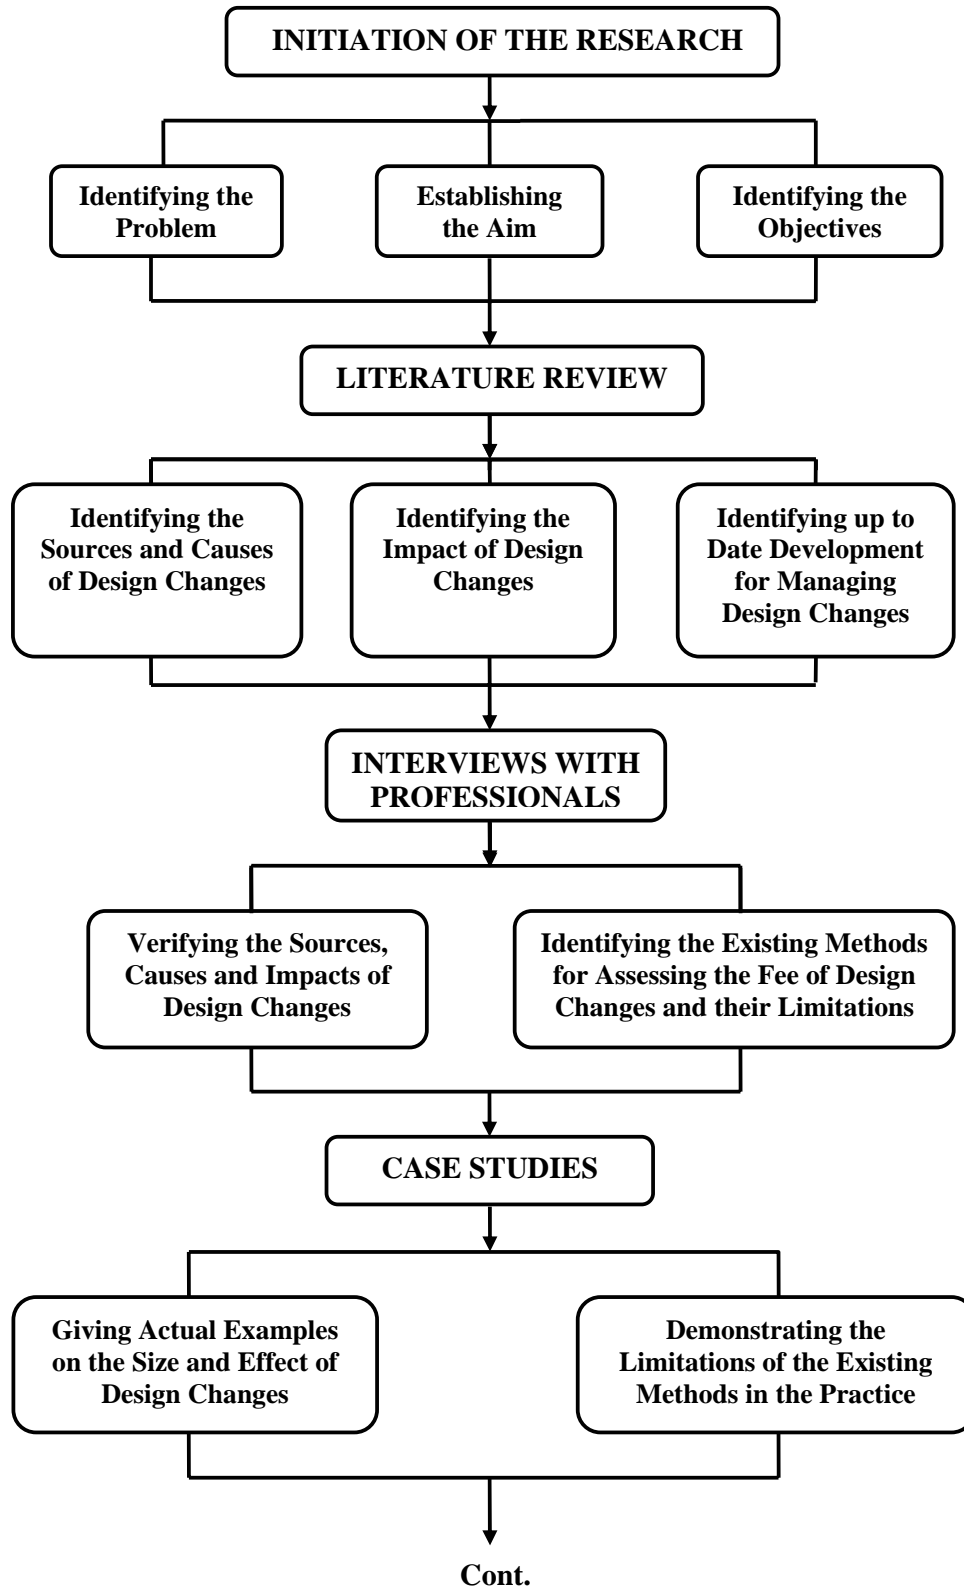 INITIATION OF THE RESEARCH
Identifying the
Problem
Establishing
the Aim
Identifying the
Objectives
LITERATURE REVIEW
Identifying the
Sources and Causes
of Design Changes
Identifying the
Impact of Design
Changes
Identifying up to
Date Development
for Managing
Design Changes
INTERVIEWS WITH
PROFESSIONALS
Verifying the Sources,
Causes and Impacts of
Design Changes
Identifying the Existing Methods
for Assessing the Fee of Design
Changes and their Limitations
CASE STUDIES
Giving Actual Examples
on the Size and Effect of
Design Changes
Demonstrating the
Limitations of the Existing
Methods in the Practice
Cont.